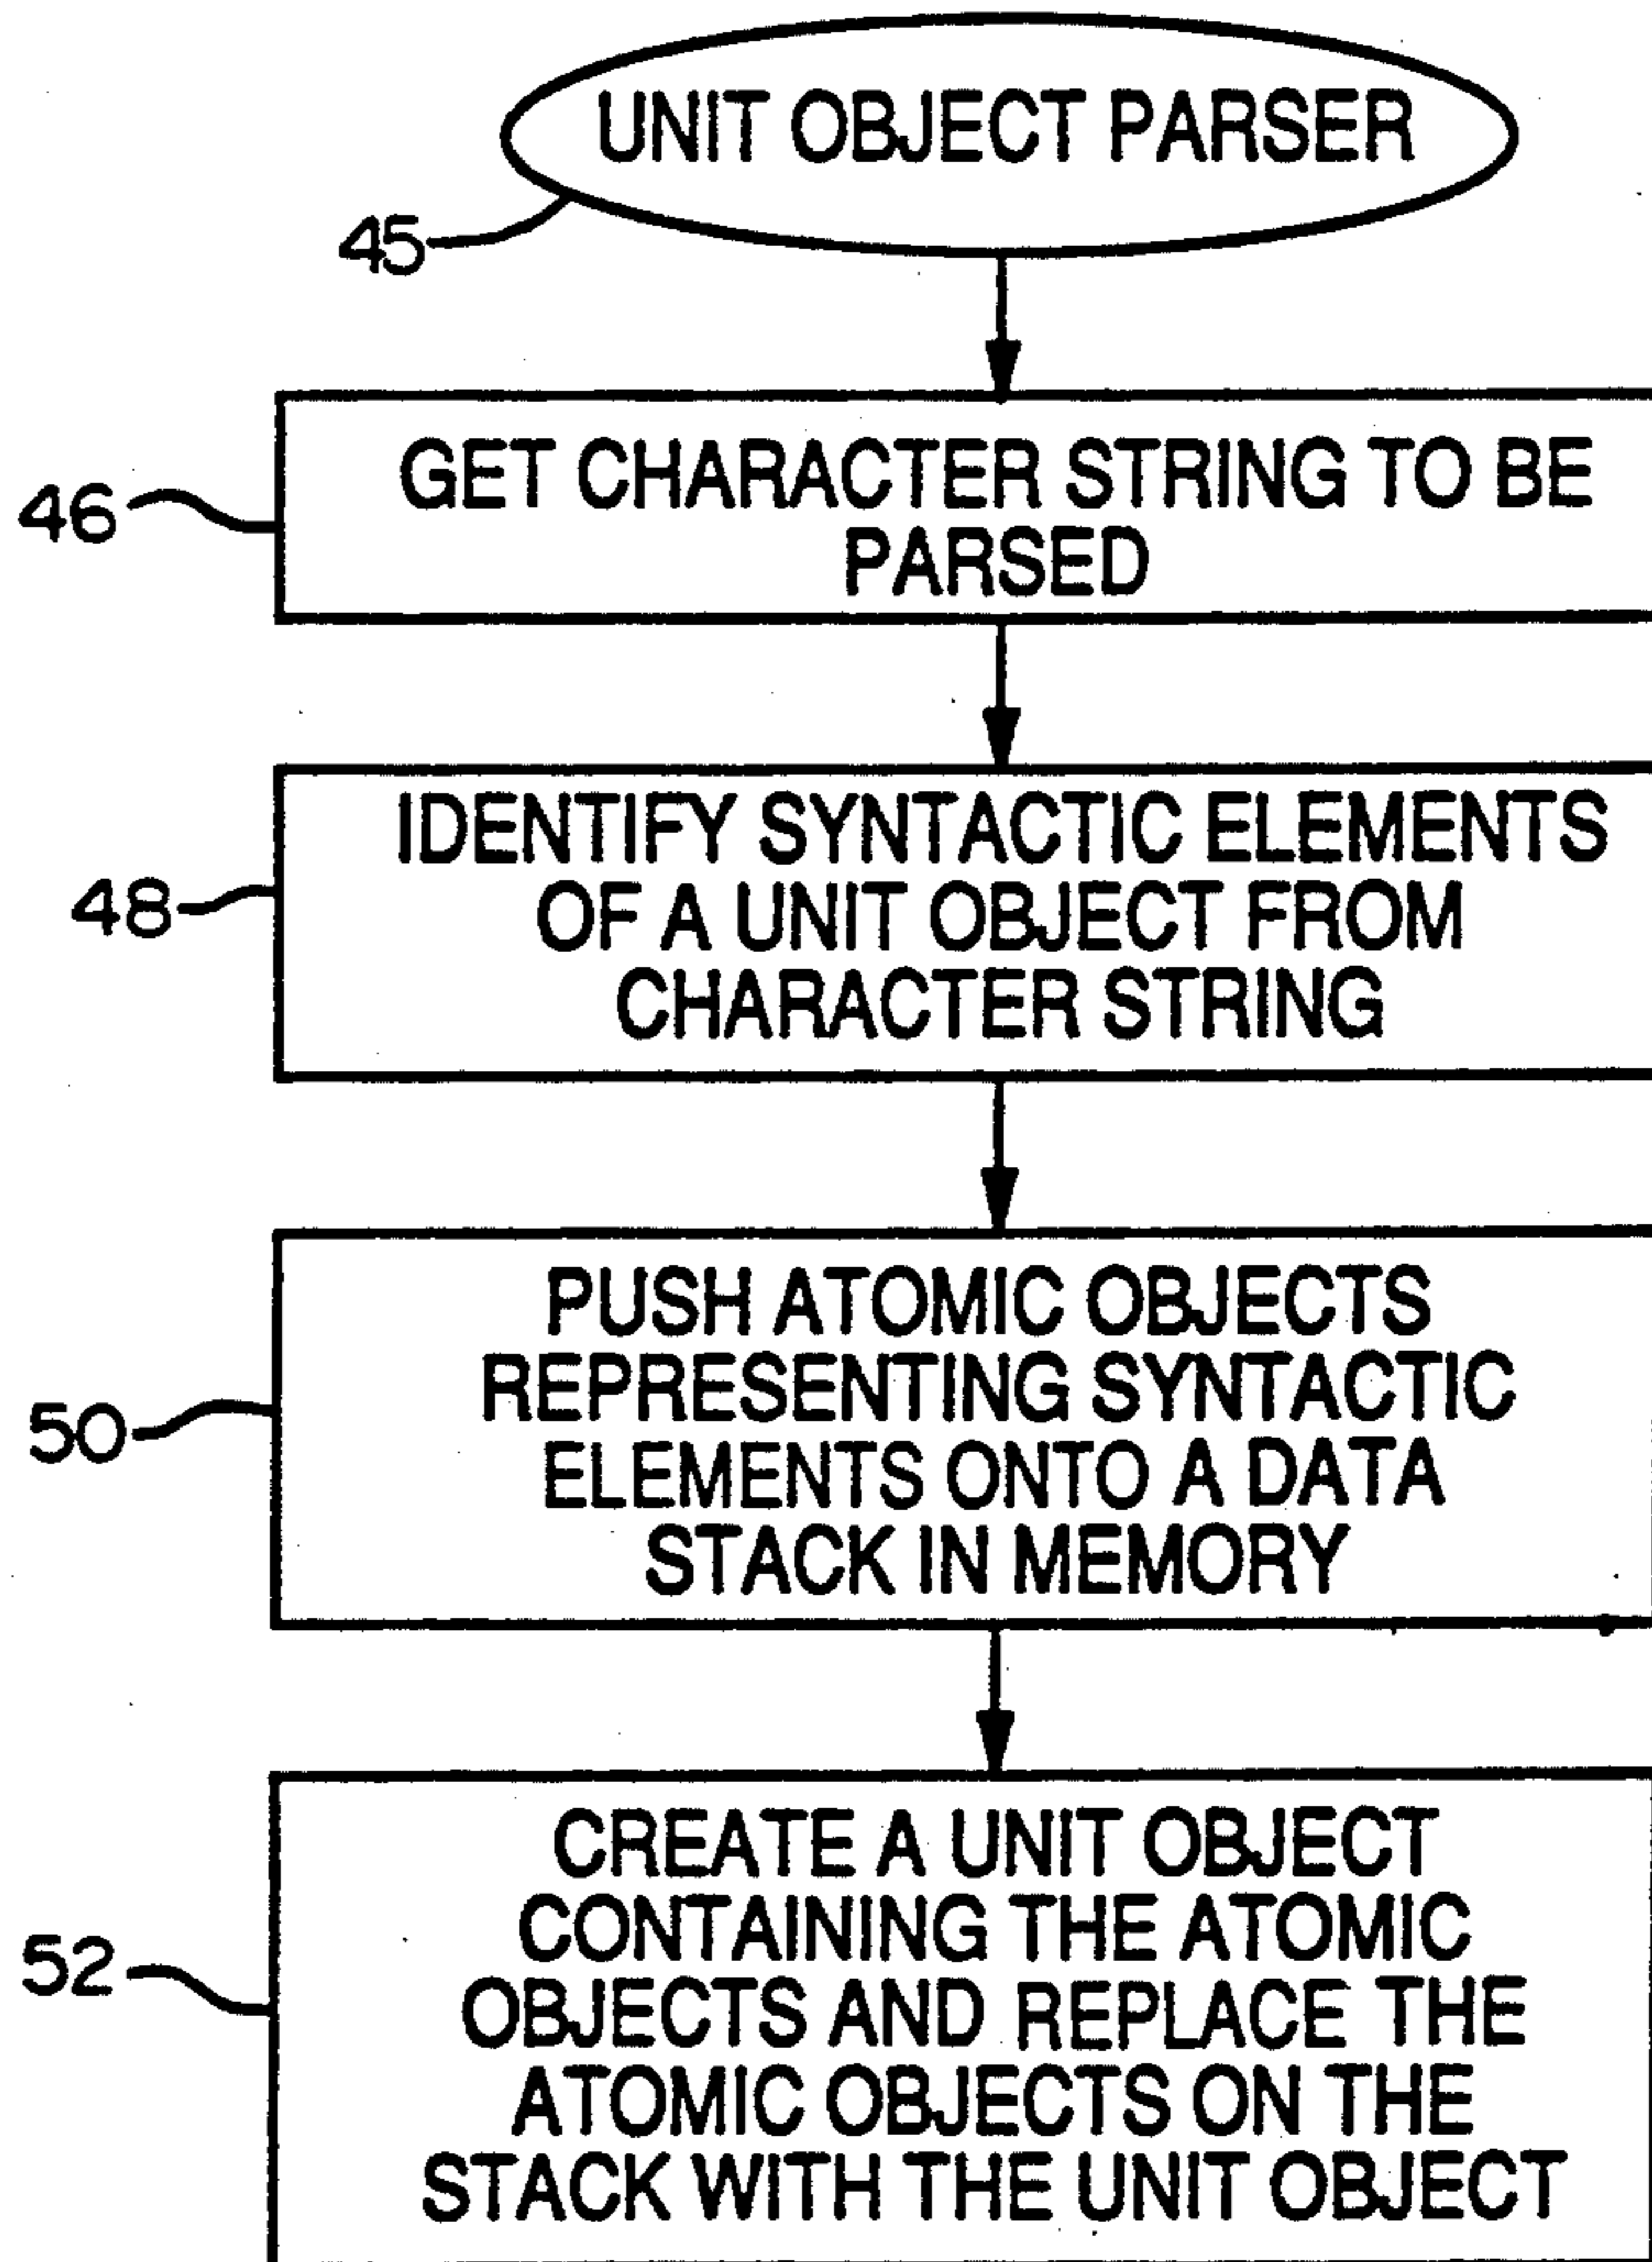 UNIT OBJECT PARSER
45
GET CHARACTER STRING TO BE
PARSED
46
IDENTIFY SYNTACTIC ELEMENTS
OF A UNIT OBJECT FROM
CHARACTER STRING
48
PUSH ATOMIC OBJECTS
REPRESENTING SYNTACTIC
ELEMENTS ONTO A DATA
STACK IN MEMORY
50
CREATE A UNIT OBJECT
CONTAINING THE ATOMIC
OBJECTS AND REPLACE THE
ATOMIC OBJECTS ON THE
STACK WITH THE UNIT OBJECT
52